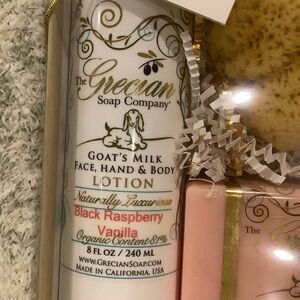 The
Grecian
Soap Company
GOAT'S MILK
FACE, HAND & BODY
LOTION
Naturally Luxurious
Black Raspberry
Vanilla
Organic Content 81%
8 FL OZ / 240 ML
WWW.GRECIANSOAP.COM
MADE IN CALIFORNIA, USA
The